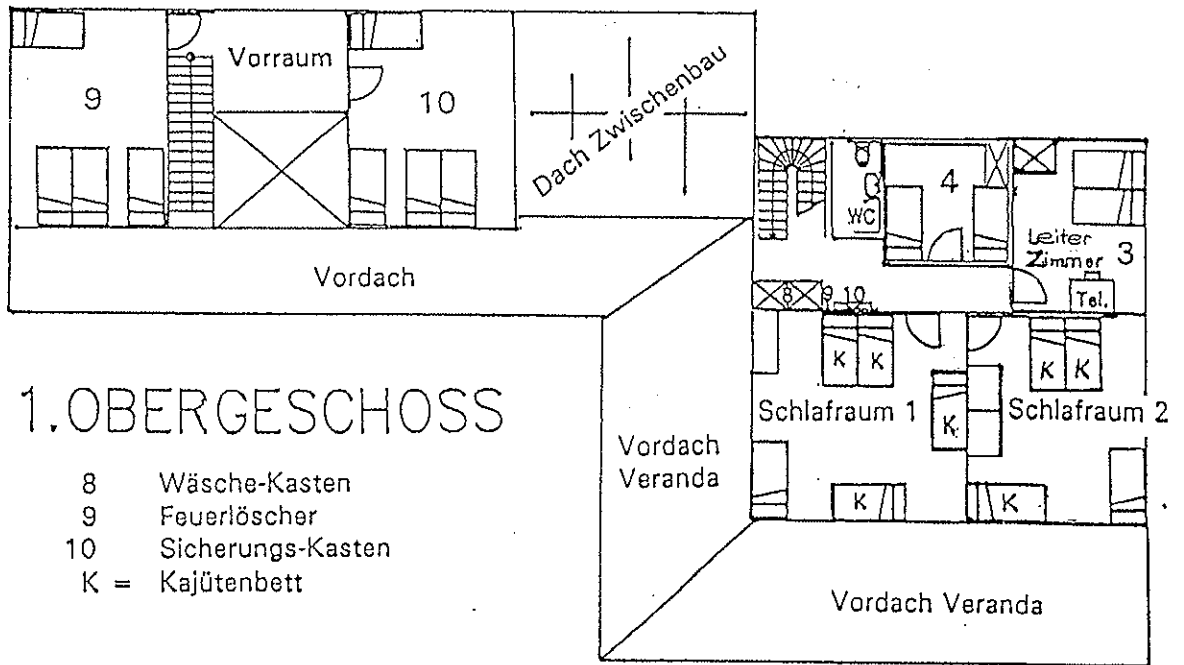 Vorraum
9
10
Dach Zwischenbau
WC
4
Leiter
Zimmer
3
Tel.
8 9 10
Vordach
K K
K K
K
Schlafraum 1
Schlafraum 2
K
K
Vordach
Veranda
Vordach Veranda
1.OBERGESCHOSS
8 Wäsche-Kasten
9 Feuerlöscher
10 Sicherungs-Kasten
K = Kajütenbett